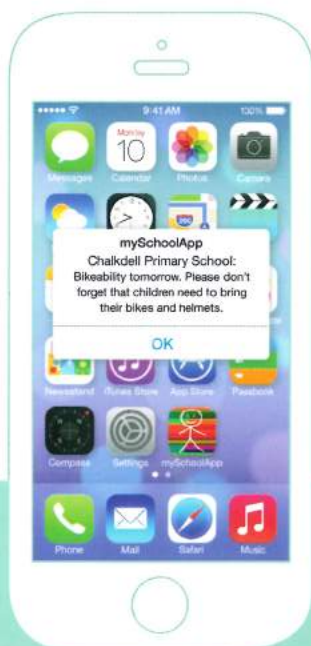 9:41 AM
100%
Monday
10
Messages
Calendar
Photos
Camera
mySchoolApp
Chalkdell Primary School:
Bikeability tomorrow. Please don't
forget that children need to bring
their bikes and helmets.
OK
Newsstand
iTunes Store
App Store
Passbook
Compass
Settings
mySchoolApp
Phone
Mail
Safari
Music